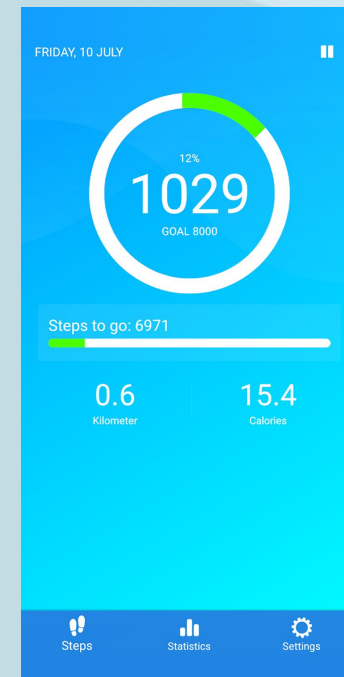 FRIDAY, 10 JULY
12%
1029
GOAL 8000
Steps to go: 6971
0.6
Kilometer
15.4
Calories
Steps
Statistics
Settings